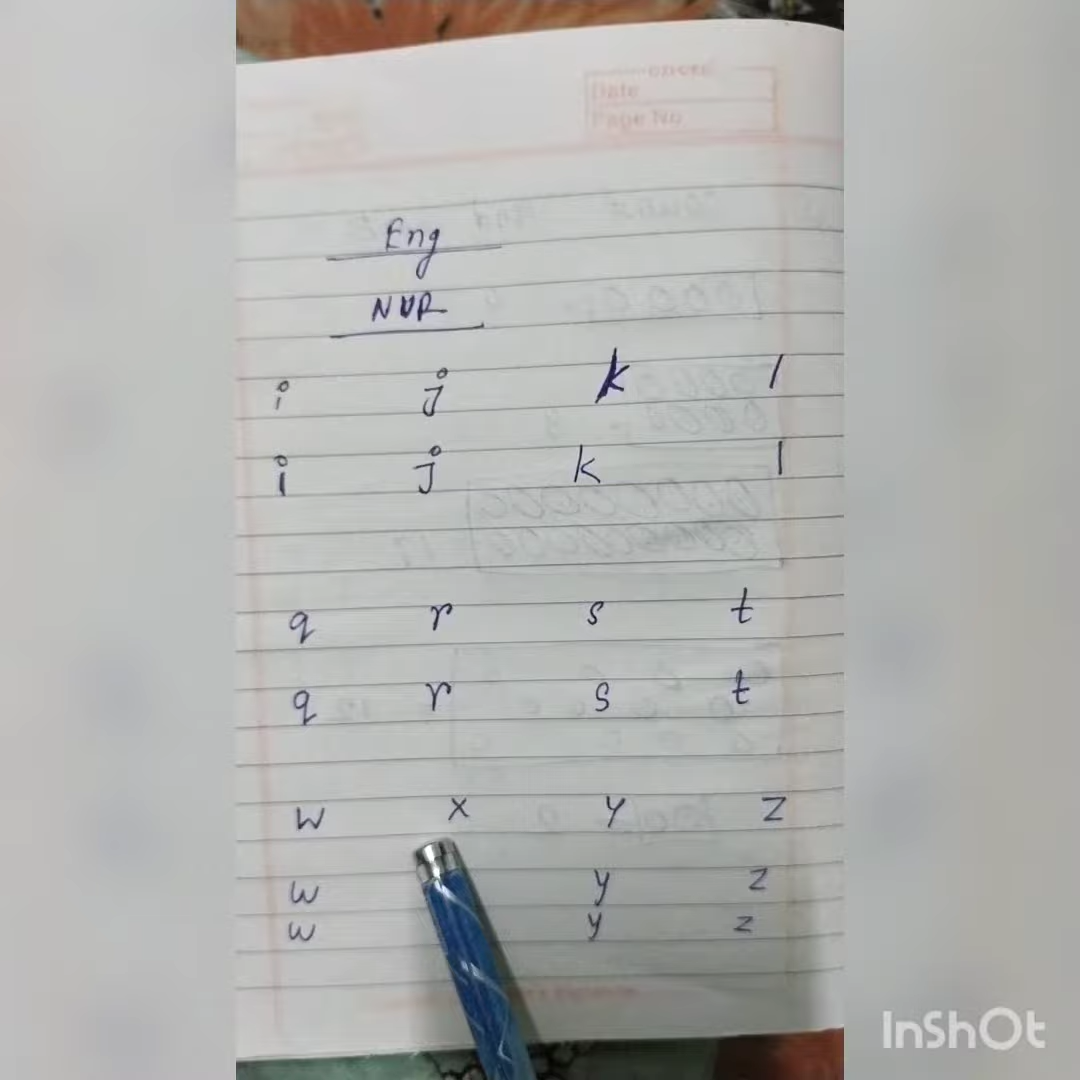 Date
Page No
Eng
NUR
i j k l
i j k l
q r s t
q r s t
w x y z
w y z
w y z
InShOt